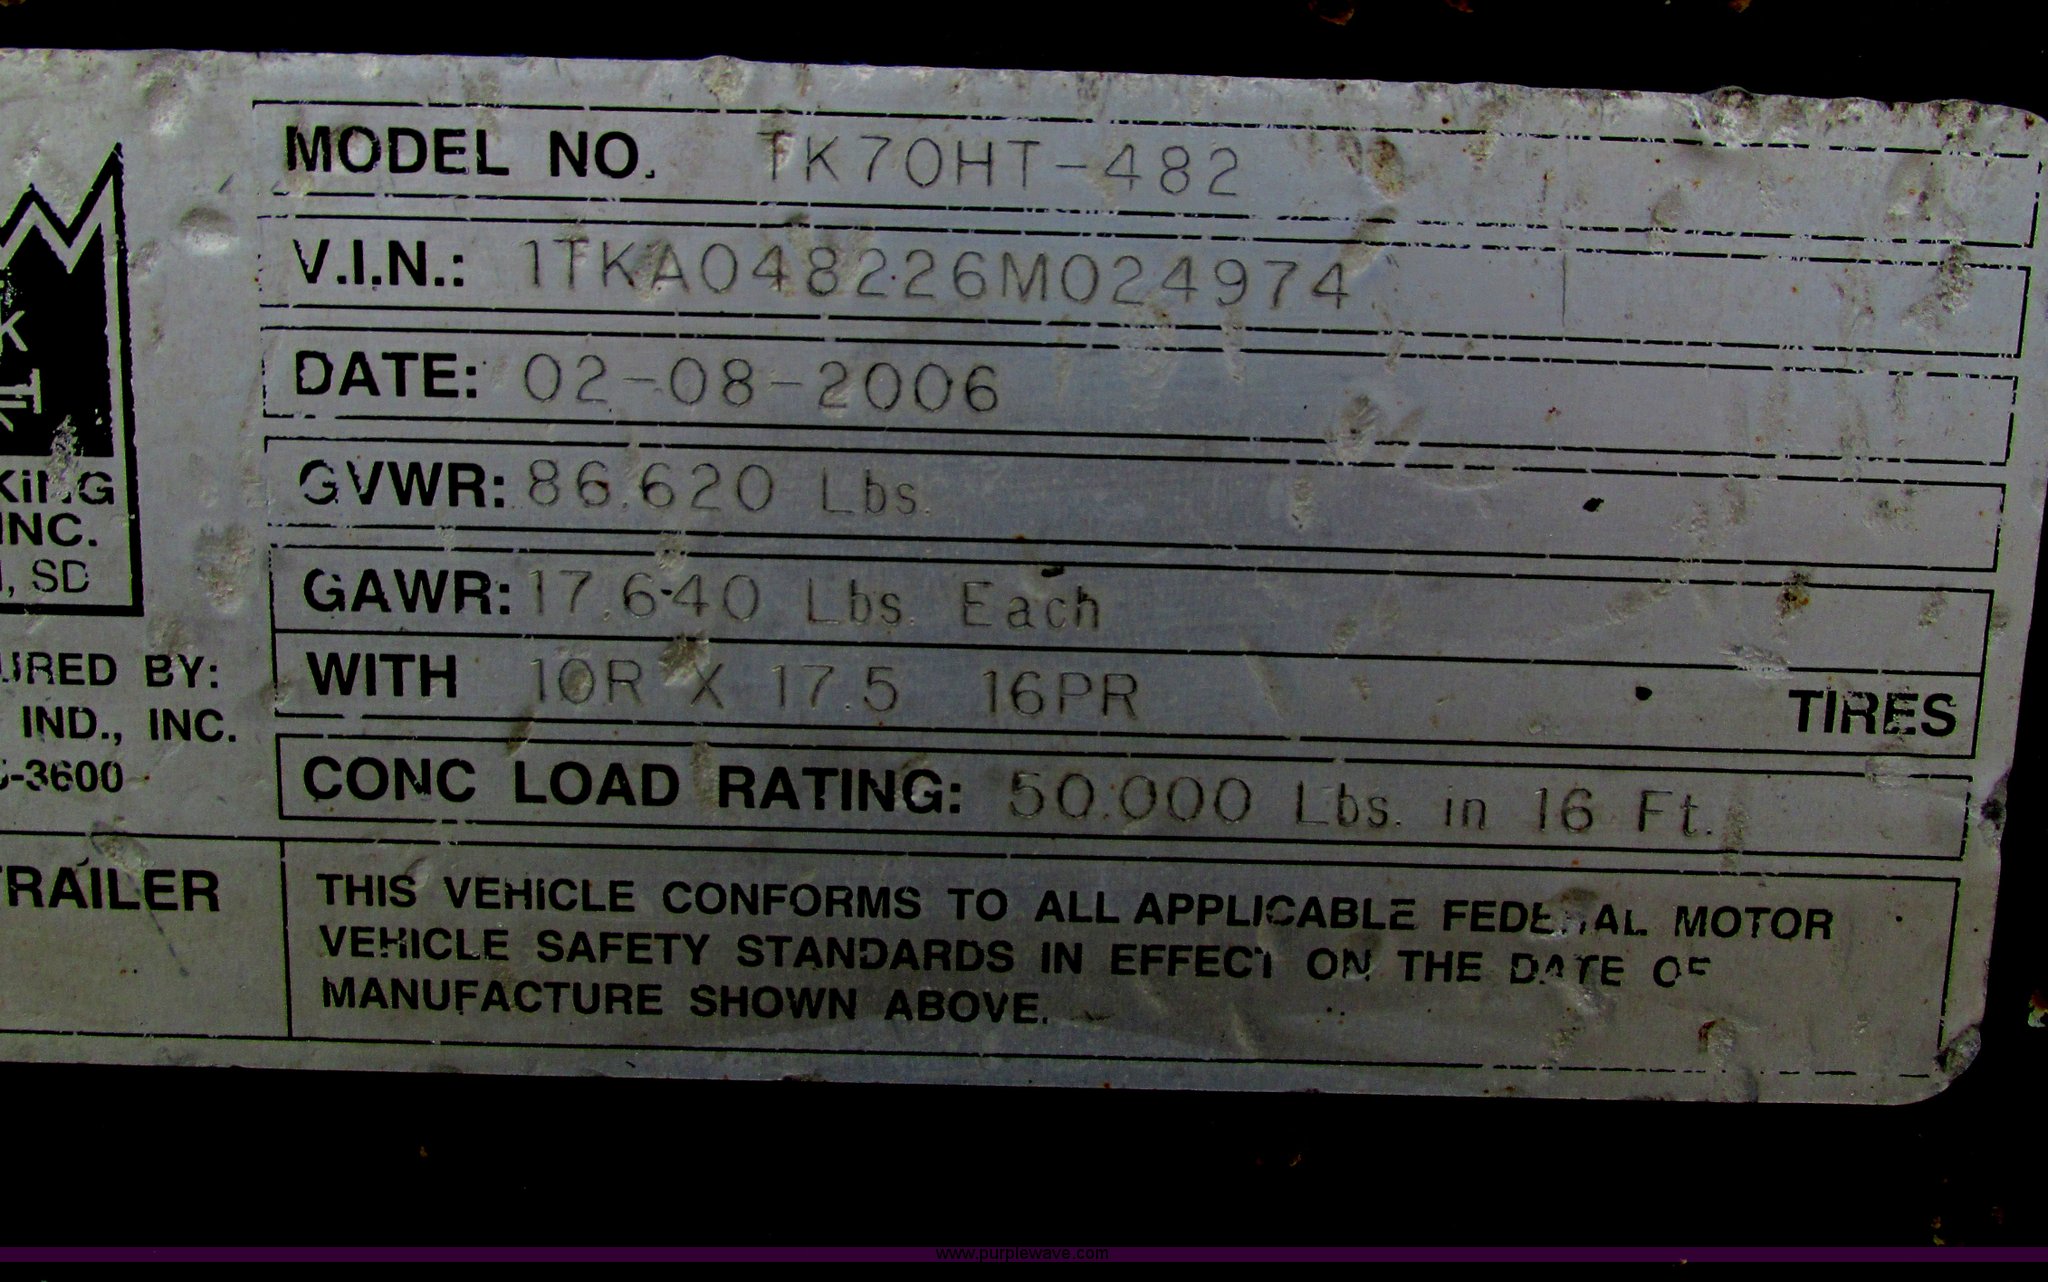 MODEL NO. TK70HT-482
V.I.N.: 1TKA048226M024974
DATE: 02-08-2006
GVWR: 86,620 Lbs.
GAWR: 17,640 Lbs. Each
WITH 10R X 17.5 16PR TIRES
CONC LOAD RATING: 50,000 Lbs. in 16 Ft.
THIS VEHICLE CONFORMS TO ALL APPLICABLE FEDERAL MOTOR
VEHICLE SAFETY STANDARDS IN EFFECT ON THE DATE OF
MANUFACTURE SHOWN ABOVE.
K
KING
INC.
, SD
URED BY:
IND., INC.
-3600
TRAILER
www.purplewave.com